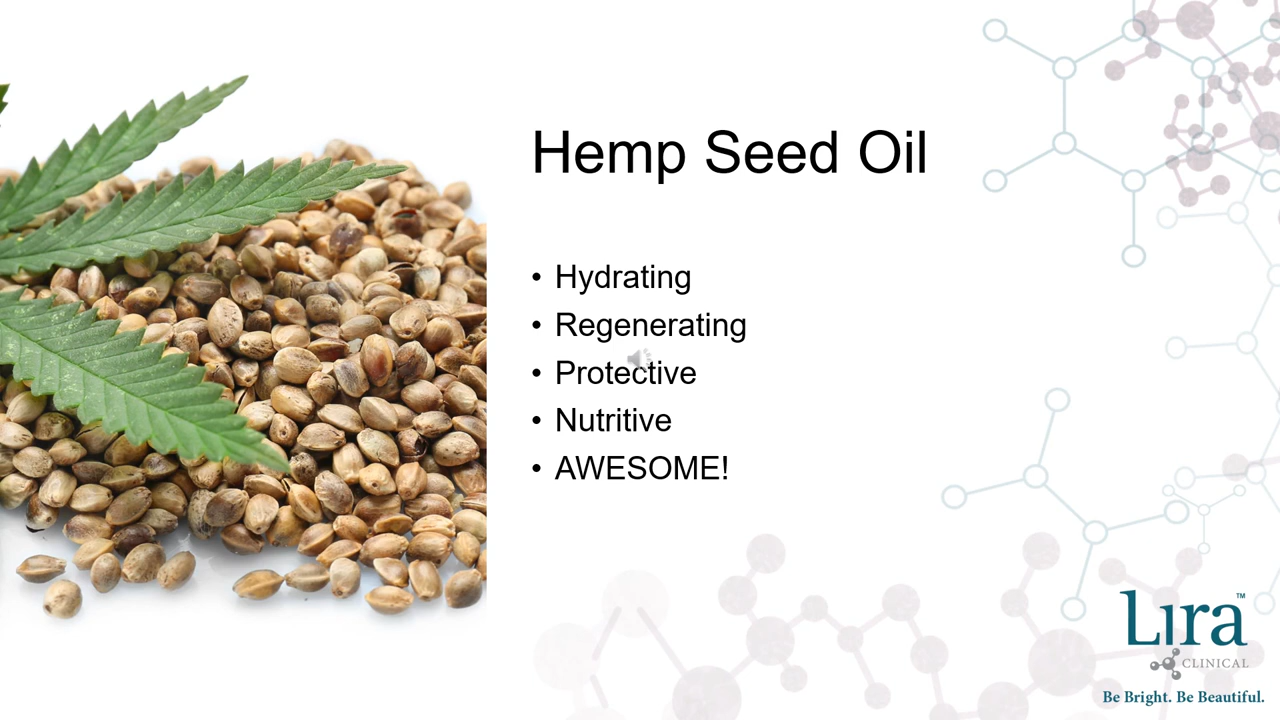 Hemp Seed Oil
• Hydrating
• Regenerating
• Protective
• Nutritive
• AWESOME!
Lira™
CLINICAL
Be Bright. Be Beautiful.